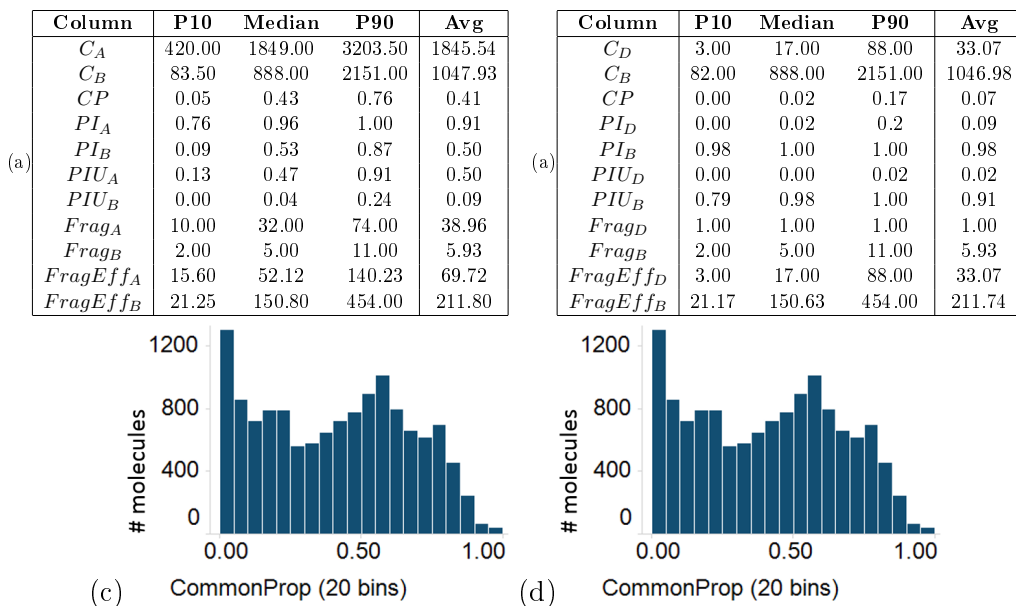 Column P10 Median P90 Avg
C_A 420.00 1849.00 3203.50 1845.54
C_B 83.50 888.00 2151.00 1047.93
CP 0.05 0.43 0.76 0.41
PI_A 0.76 0.96 1.00 0.91
(a) PI_B 0.09 0.53 0.87 0.50
PIU_A 0.13 0.47 0.91 0.50
PIU_B 0.00 0.04 0.24 0.09
Frag_A 10.00 32.00 74.00 38.96
Frag_B 2.00 5.00 11.00 5.93
FragEff_A 15.60 52.12 140.23 69.72
FragEff_B 21.25 150.80 454.00 211.80
Column P10 Median P90 Avg
C_D 3.00 17.00 88.00 33.07
C_B 82.00 888.00 2151.00 1046.98
CP 0.00 0.02 0.17 0.07
PI_D 0.00 0.02 0.2 0.09
(a) PI_B 0.98 1.00 1.00 0.98
PIU_D 0.00 0.00 0.02 0.02
PIU_B 0.79 0.98 1.00 0.91
Frag_D 1.00 1.00 1.00 1.00
Frag_B 2.00 5.00 11.00 5.93
FragEff_D 3.00 17.00 88.00 33.07
FragEff_B 21.17 150.63 454.00 211.74
# molecules
1200
800
400
0
0.00 0.50 1.00
(c) CommonProp (20 bins)
# molecules
1200
800
400
0
0.00 0.50 1.00
(d) CommonProp (20 bins)